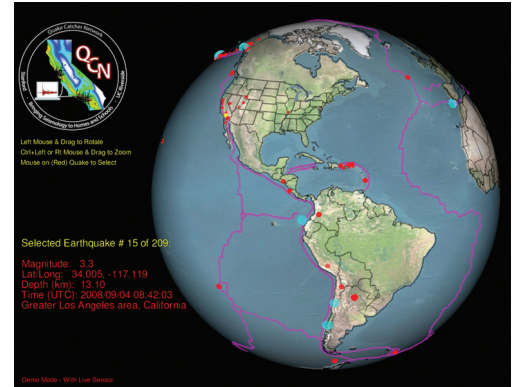 Quake Catcher Network
QCN
Stanford
UC Riverside
Bringing Seismology to Homes and Schools
Left Mouse & Drag to Rotate
Ctrl+Left or Rt Mouse & Drag to Zoom
Mouse on (Red) Quake to Select
Selected Earthquake # 15 of 209:
Magnitude: 3.3
Lat/Long: 34.005, -117.119
Depth (km): 13.10
Time (UTC): 2008/09/04 08:42:03
Greater Los Angeles area, California
Demo Mode - With Live Sensor